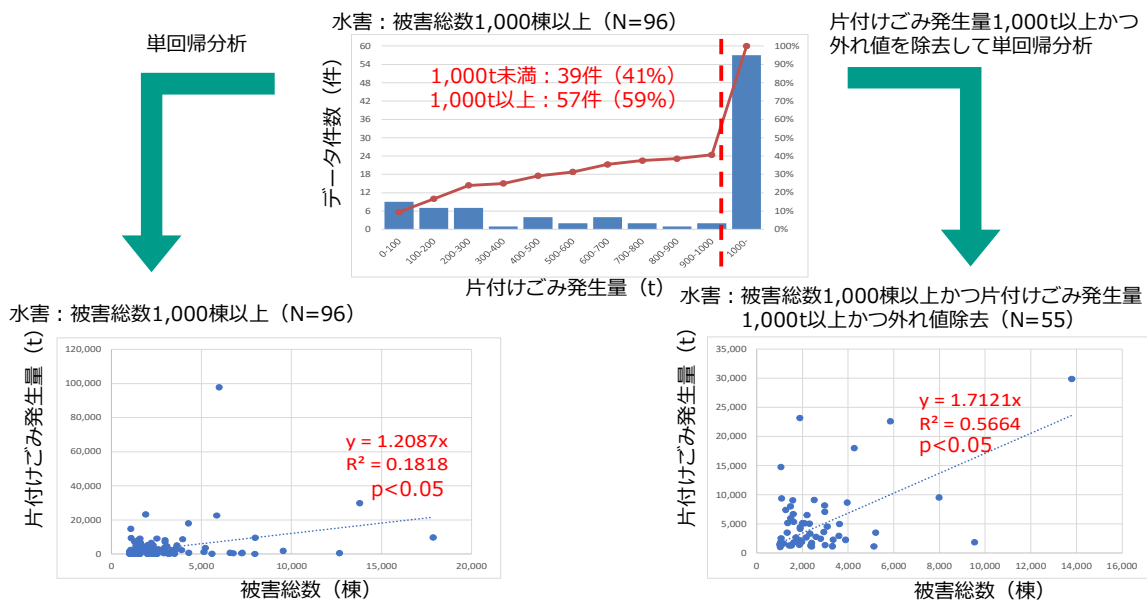 単回帰分析
水害：被害総数1,000棟以上（N=96）
片付けごみ発生量1,000t以上かつ
外れ値を除去して単回帰分析
データ件数（件）
60
54
48
42
36
30
24
18
12
6
0
1,000t未満：39件（41%）
1,000t以上：57件（59%）
100%
90%
80%
70%
60%
50%
40%
30%
20%
10%
0%
0-100
100-200
200-300
300-400
400-500
500-600
600-700
700-800
800-900
900-1000
1000-
片付けごみ発生量（t）
水害：被害総数1,000棟以上（N=96）
片付けごみ発生量（t）
120,000
100,000
80,000
60,000
40,000
20,000
0
y = 1.2087x
R² = 0.1818
p<0.05
0
5,000
10,000
15,000
20,000
被害総数（棟）
水害：被害総数1,000棟以上かつ片付けごみ発生量
1,000t以上かつ外れ値除去（N=55）
片付けごみ発生量（t）
35,000
30,000
25,000
20,000
15,000
10,000
5,000
0
y = 1.7121x
R² = 0.5664
p<0.05
0
2,000
4,000
6,000
8,000
10,000
12,000
14,000
16,000
被害総数（棟）